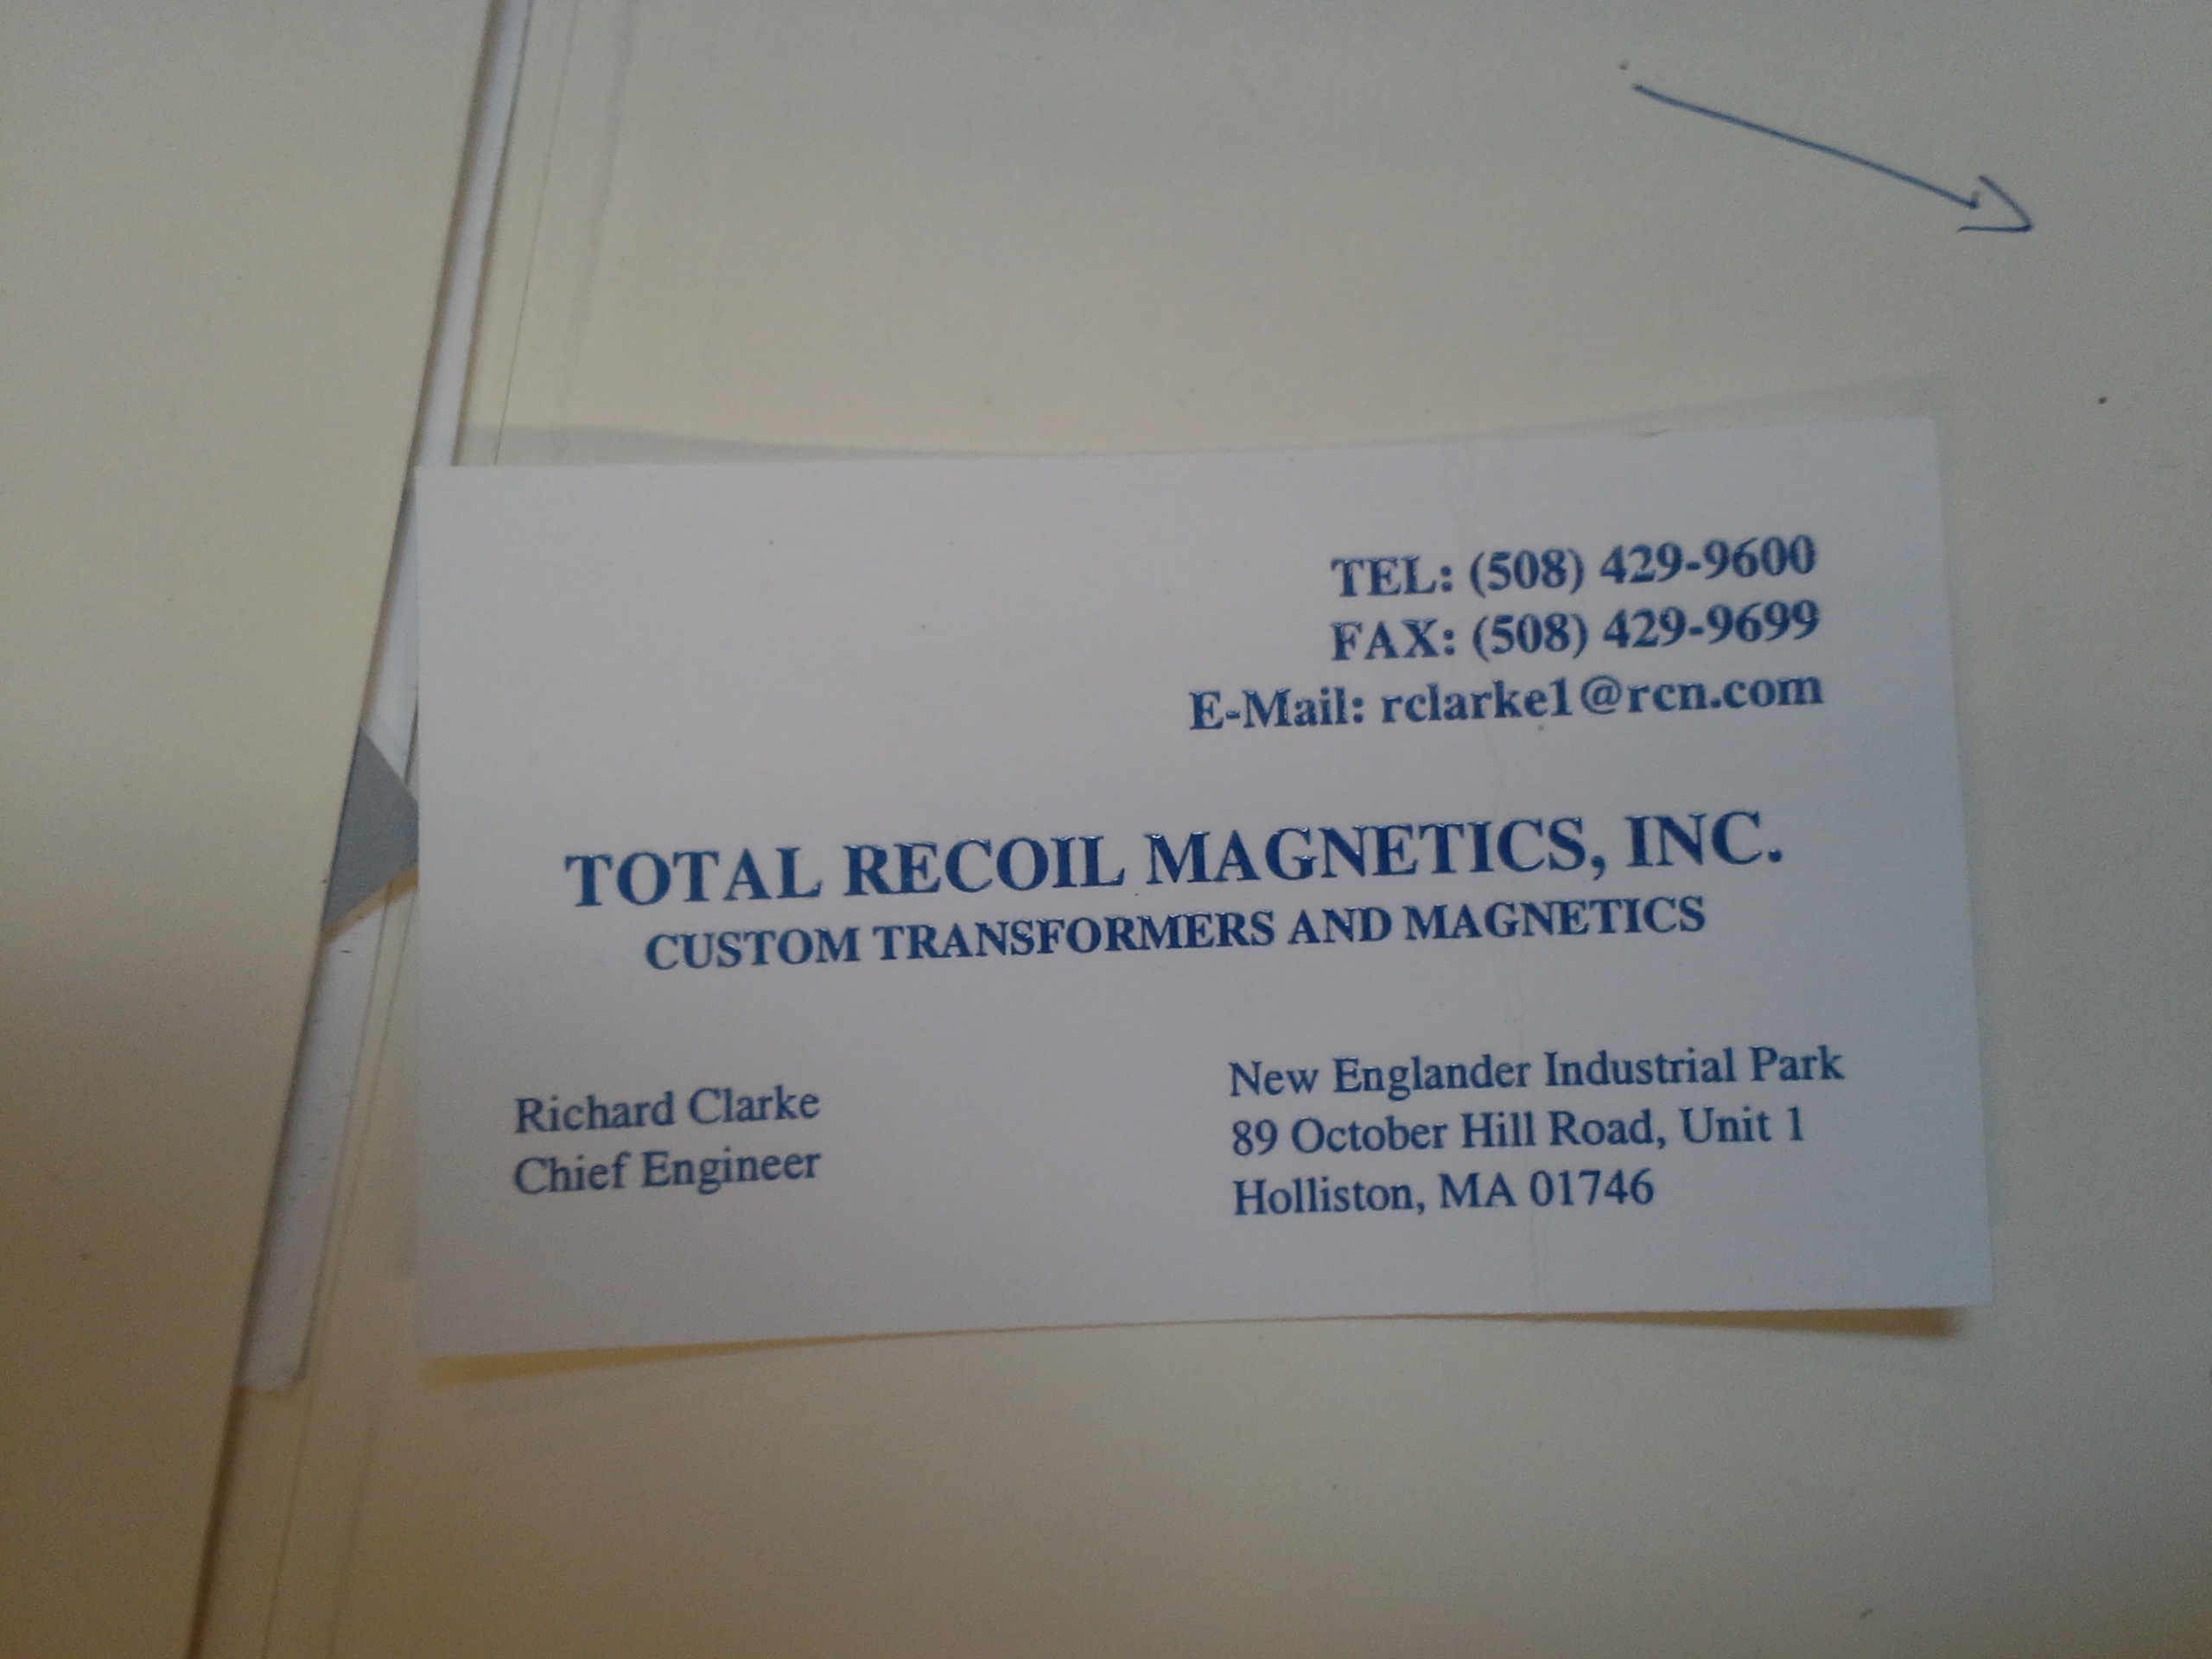 TEL: (508) 429-9600
FAX: (508) 429-9699
E-Mail: rclarke1@rcn.com
TOTAL RECOIL MAGNETICS, INC.
CUSTOM TRANSFORMERS AND MAGNETICS
Richard Clarke
Chief Engineer
New Englander Industrial Park
89 October Hill Road, Unit 1
Holliston, MA 01746